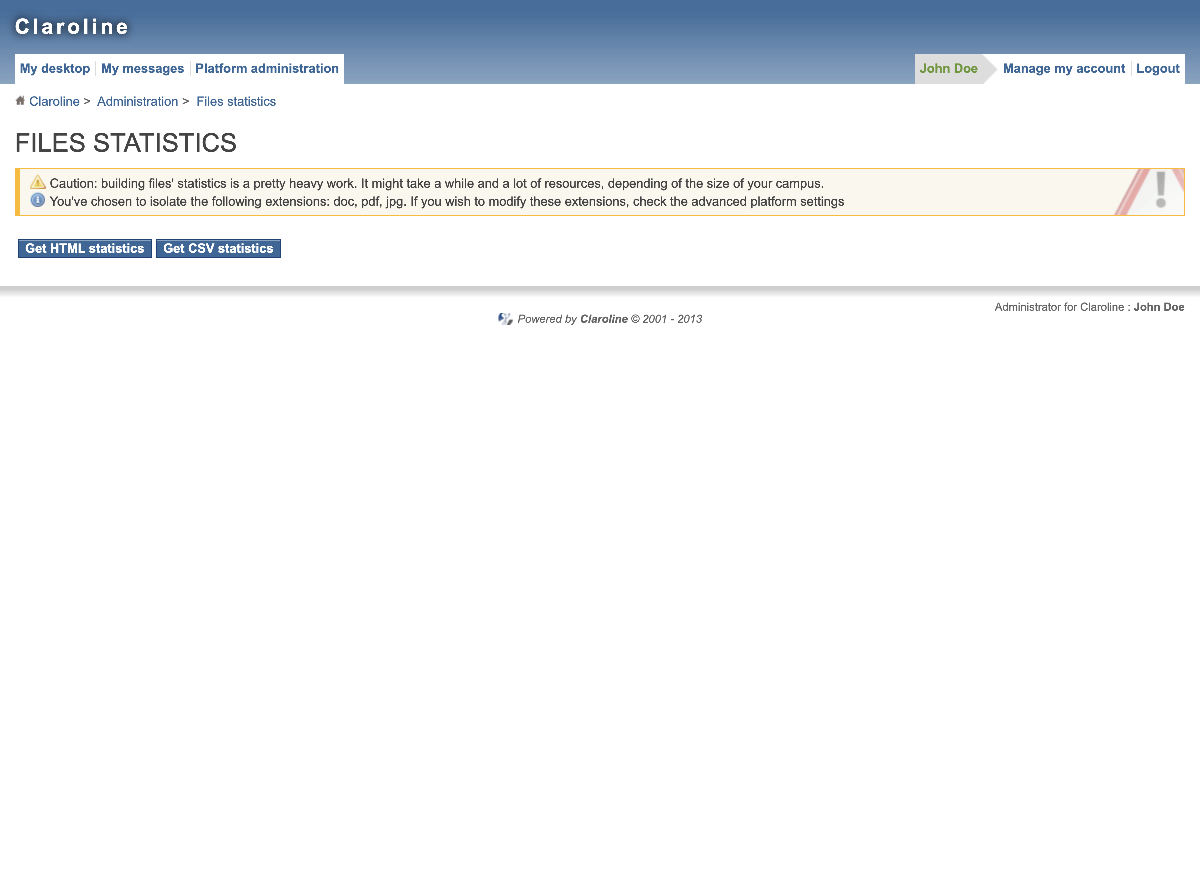 Claroline
My desktop My messages Platform administration John Doe Manage my account Logout
Claroline > Administration > Files statistics
FILES STATISTICS
Caution: building files' statistics is a pretty heavy work. It might take a while and a lot of resources, depending of the size of your campus.
You've chosen to isolate the following extensions: doc, pdf, jpg. If you wish to modify these extensions, check the advanced platform settings
Get HTML statistics Get CSV statistics
Administrator for Claroline : John Doe
Powered by Claroline © 2001 - 2013